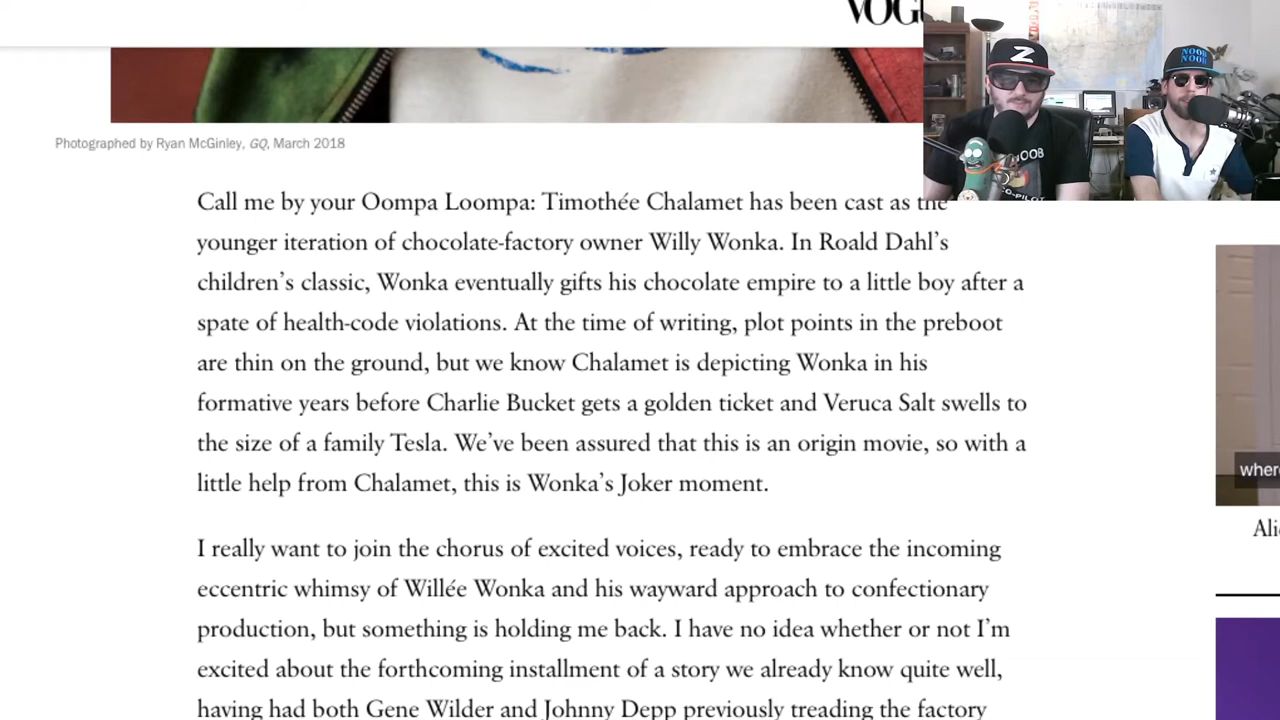 VOGU
Photographed by Ryan McGinley, GQ, March 2018
Call me by your Oompa Loompa: Timothée Chalamet has been cast as the
younger iteration of chocolate-factory owner Willy Wonka. In Roald Dahl’s
children’s classic, Wonka eventually gifts his chocolate empire to a little boy after a
spate of health-code violations. At the time of writing, plot points in the preboot
are thin on the ground, but we know Chalamet is depicting Wonka in his
formative years before Charlie Bucket gets a golden ticket and Veruca Salt swells to
the size of a family Tesla. We’ve been assured that this is an origin movie, so with a
little help from Chalamet, this is Wonka’s Joker moment.
I really want to join the chorus of excited voices, ready to embrace the incoming
eccentric whimsy of Willée Wonka and his wayward approach to confectionary
production, but something is holding me back. I have no idea whether or not I’m
excited about the forthcoming installment of a story we already know quite well,
having had both Gene Wilder and Johnny Depp previously treading the factory
Z
NOOB
NOOB
NOOB
CO-PILOT
wher
Ali